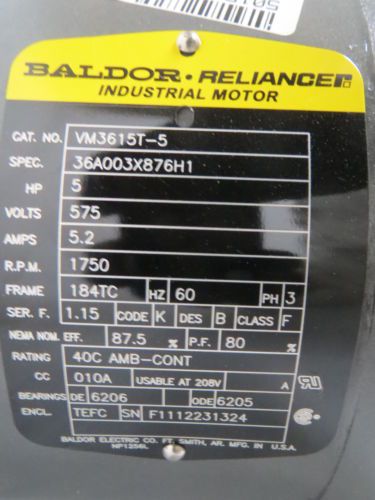 BALDOR • RELIANCE
INDUSTRIAL MOTOR
CAT. NO. VM3615T-5
SPEC. 36A003X876H1
HP 5
VOLTS 575
AMPS 5.2
R.P.M. 1750
FRAME 184TC HZ 60 PH 3
SER. F. 1.15 CODE K DES B CLASS F
NEMA NOM. EFF. 87.5 % P.F. 80 %
RATING 40C AMB-CONT
CC 010A USABLE AT 208V A
BEARINGS DE 6206 ODE 6205
ENCL. TEFC SN F1112231324
BALDOR ELECTRIC CO. FT. SMITH, AR. MFG. IN U.S.A.
NP1256L